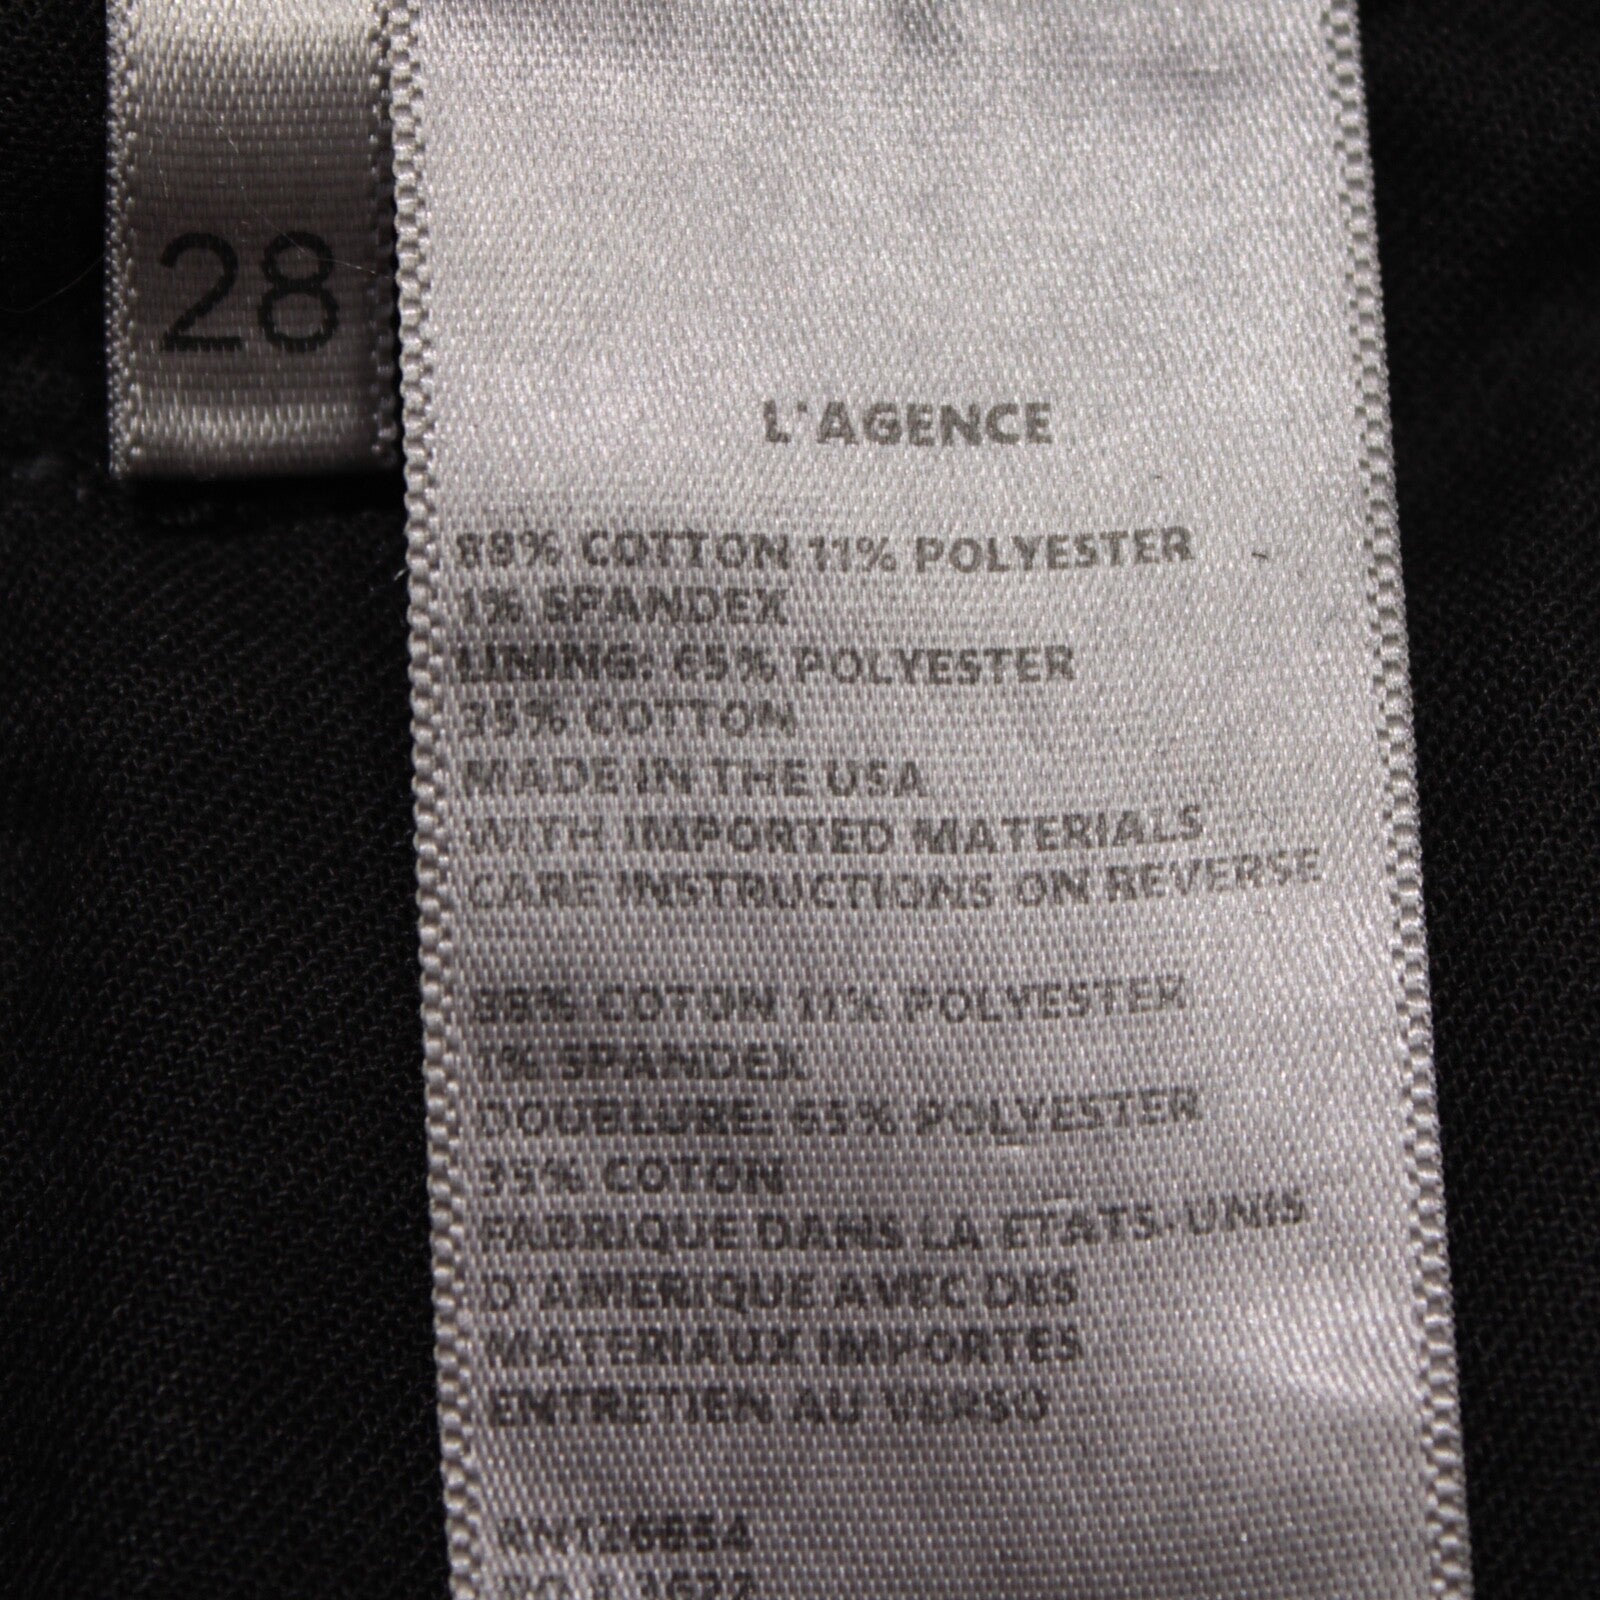 28
L'AGENCE
88% COTTON 11% POLYESTER
1% SPANDEX
LINING: 65% POLYESTER
35% COTTON
MADE IN THE USA
WITH IMPORTED MATERIALS
CARE INSTRUCTIONS ON REVERSE
88% COTON 11% POLYESTER
1% SPANDEX
DOUBLURE: 65% POLYESTER
35% COTON
FABRIQUE DANS LA ETATS-UNIS
D'AMERIQUE AVEC DES
MATERIAUX IMPORTES
ENTRETIEN AU VERSO